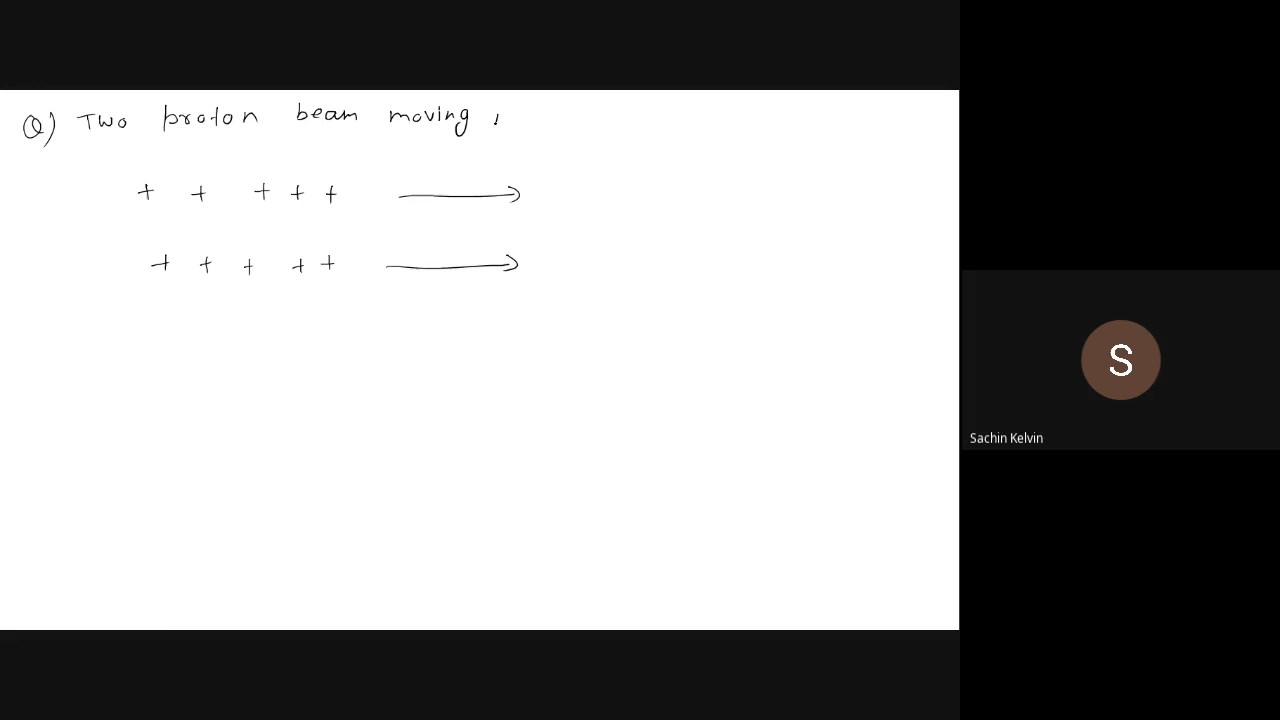 Q) Two proton beam moving
+ + + + + ⟶
+ + + + + ⟶
S
Sachin Kelvin